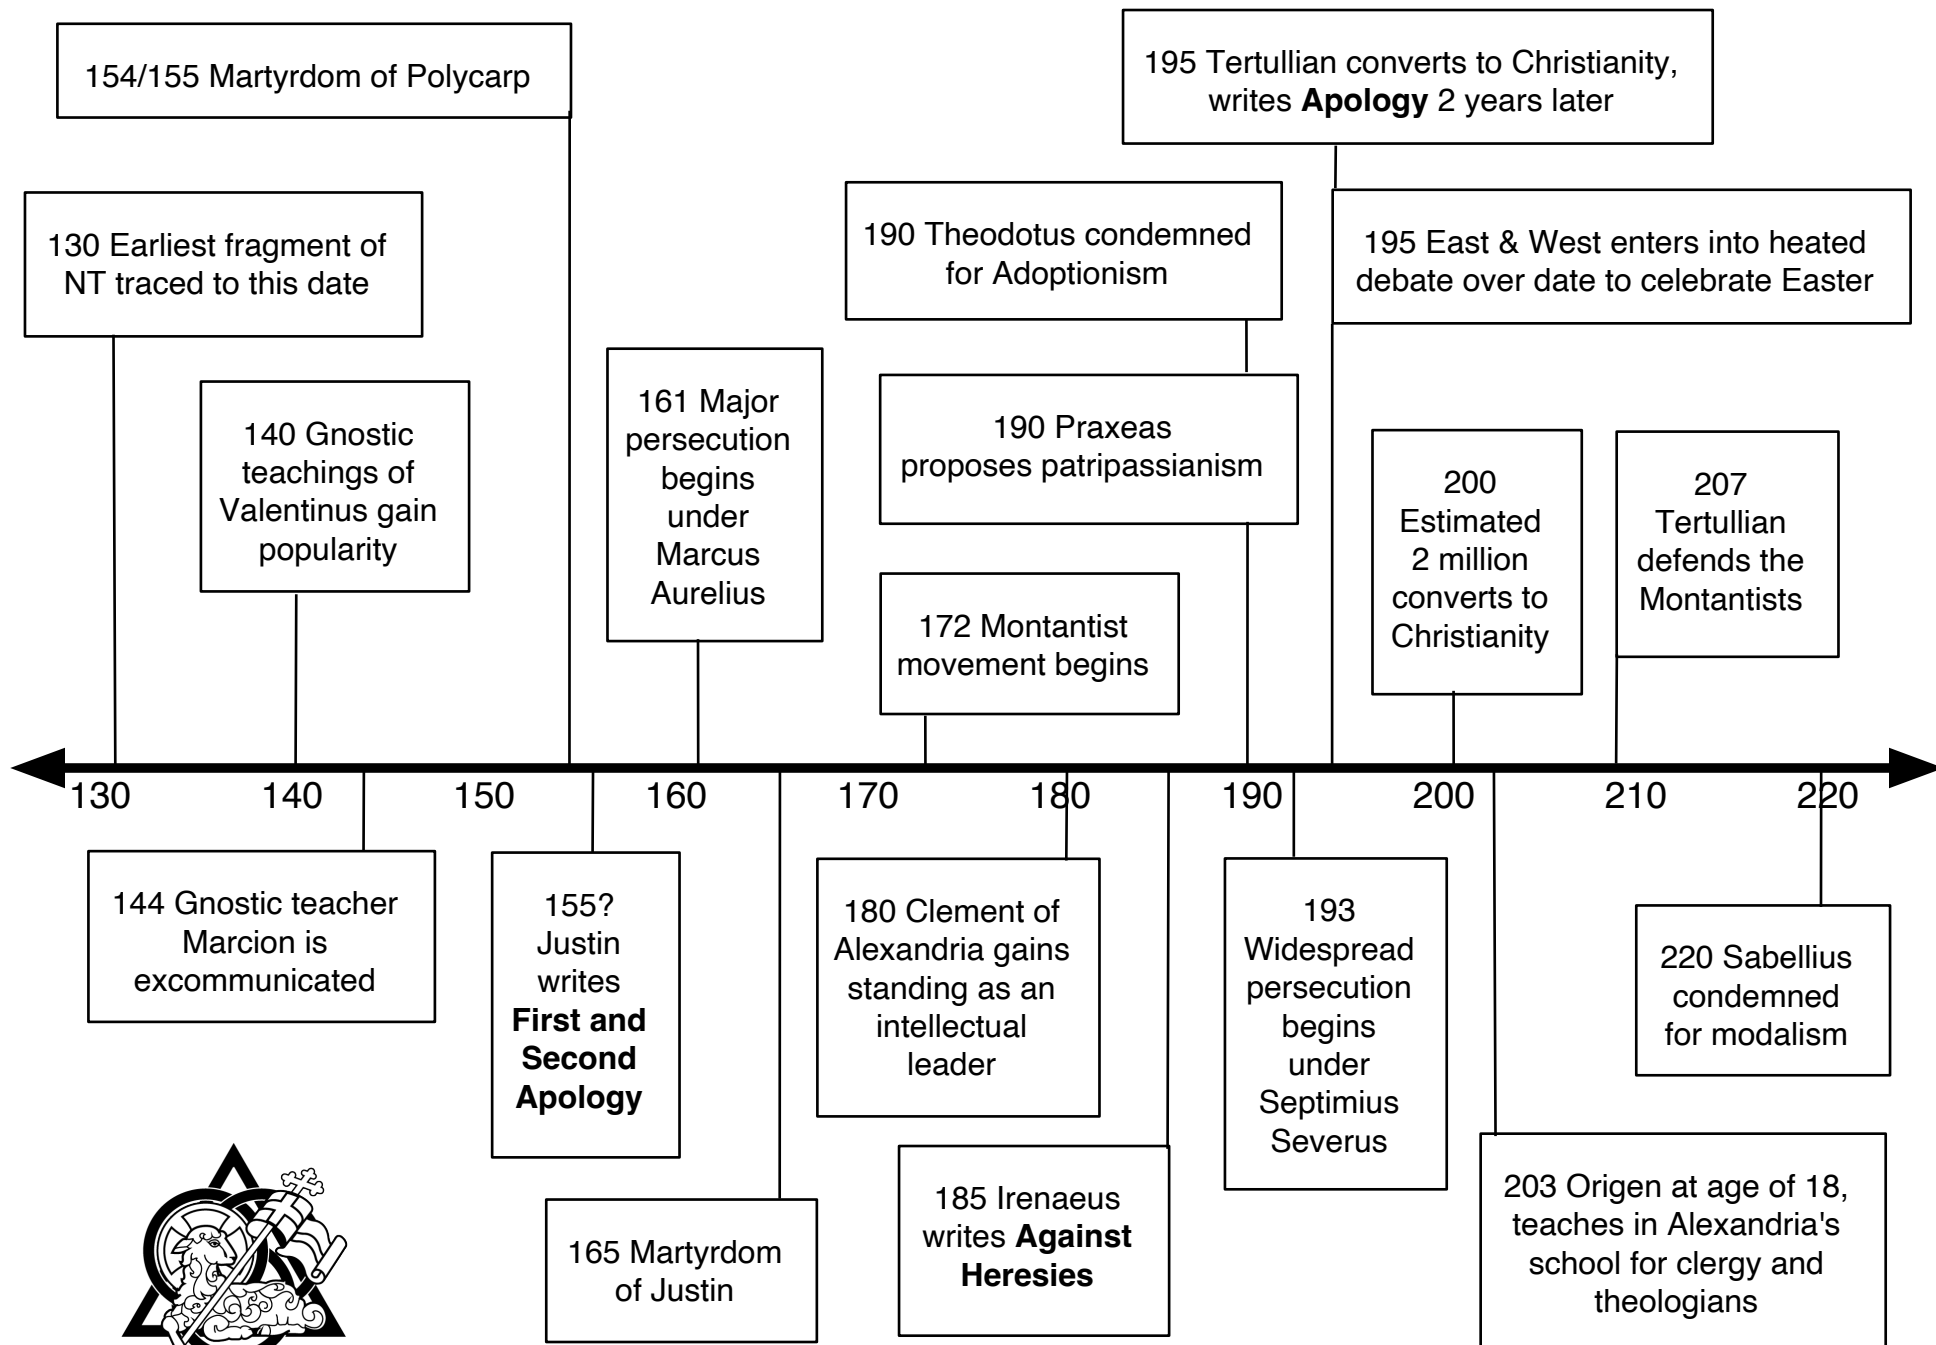 154/155 Martyrdom of Polycarp
195 Tertullian converts to Christianity,
writes Apology 2 years later
130 Earliest fragment of
NT traced to this date
190 Theodotus condemned
for Adoptionism
195 East & West enters into heated
debate over date to celebrate Easter
140 Gnostic
teachings of
Valentinus gain
popularity
161 Major
persecution
begins
under
Marcus
Aurelius
190 Praxeas
proposes patripassianism
200
Estimated
2 million
converts to
Christianity
207
Tertullian
defends the
Montantists
172 Montantist
movement begins
130 140 150 160 170 180 190 200 210 220
144 Gnostic teacher
Marcion is
excommunicated
155?
Justin
writes
First and
Second
Apology
180 Clement of
Alexandria gains
standing as an
intellectual
leader
193
Widespread
persecution
begins
under
Septimius
Severus
220 Sabellius
condemned
for modalism
165 Martyrdom
of Justin
185 Irenaeus
writes Against
Heresies
203 Origen at age of 18,
teaches in Alexandria's
school for clergy and
theologians